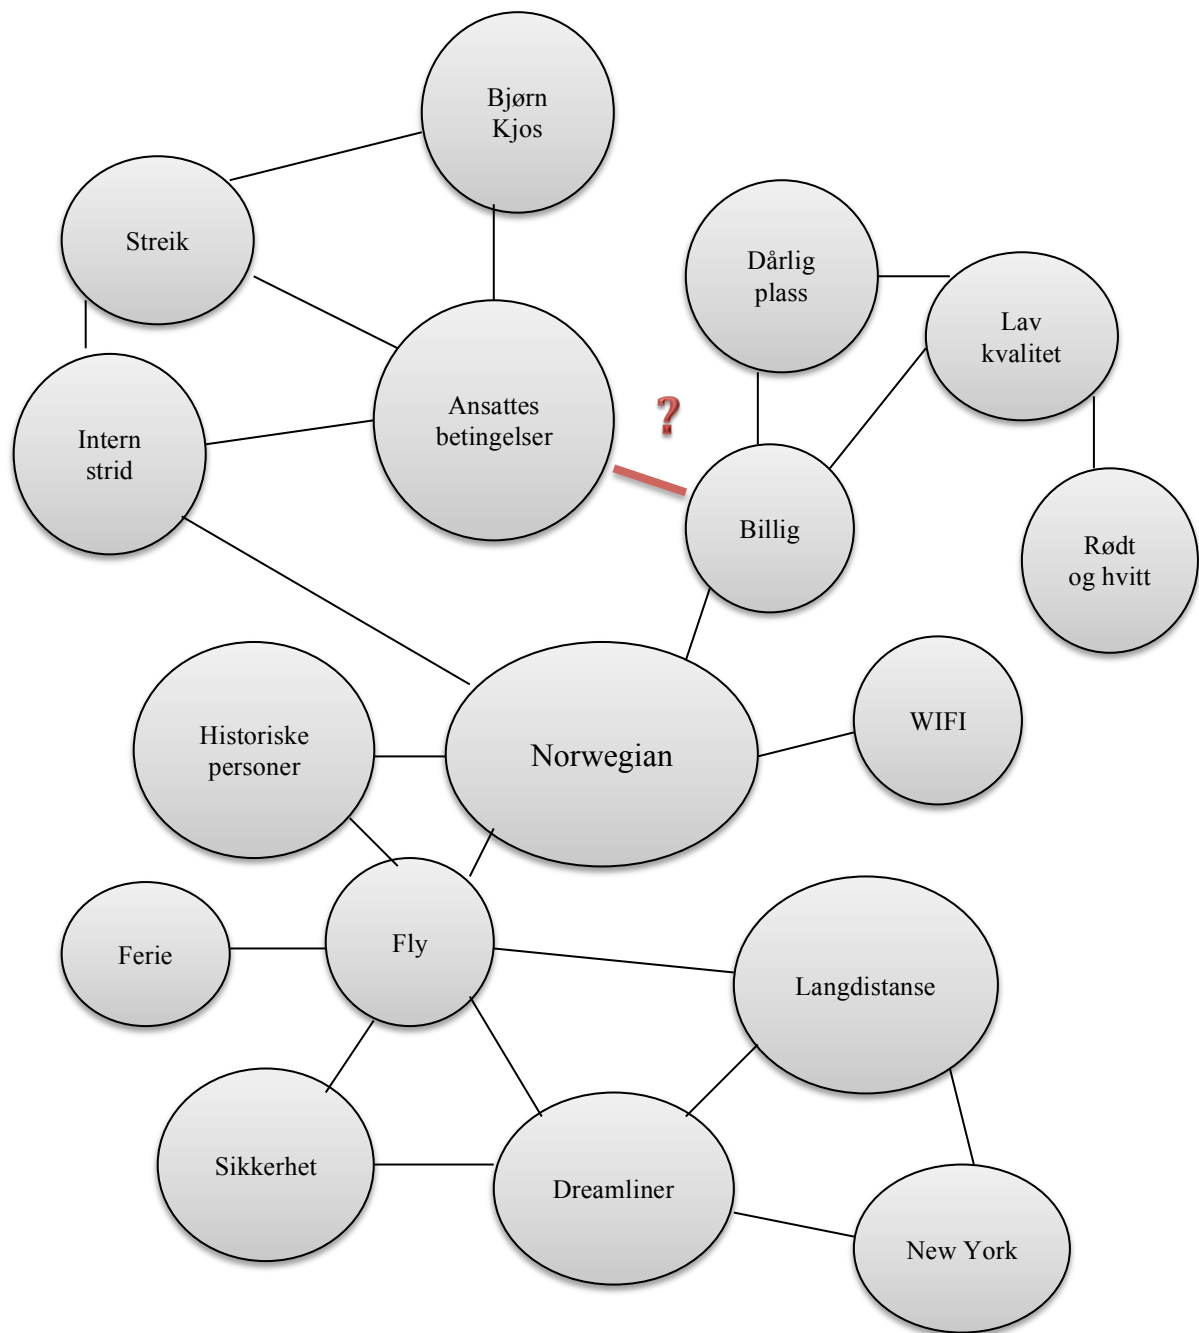 Bjørn
Kjos
Streik
Dårlig
plass
Lav
kvalitet
Ansattes
betingelser
?
Intern
strid
Billig
Rødt
og hvitt
Historiske
personer
Norwegian
WIFI
Ferie
Fly
Langdistanse
Sikkerhet
Dreamliner
New York